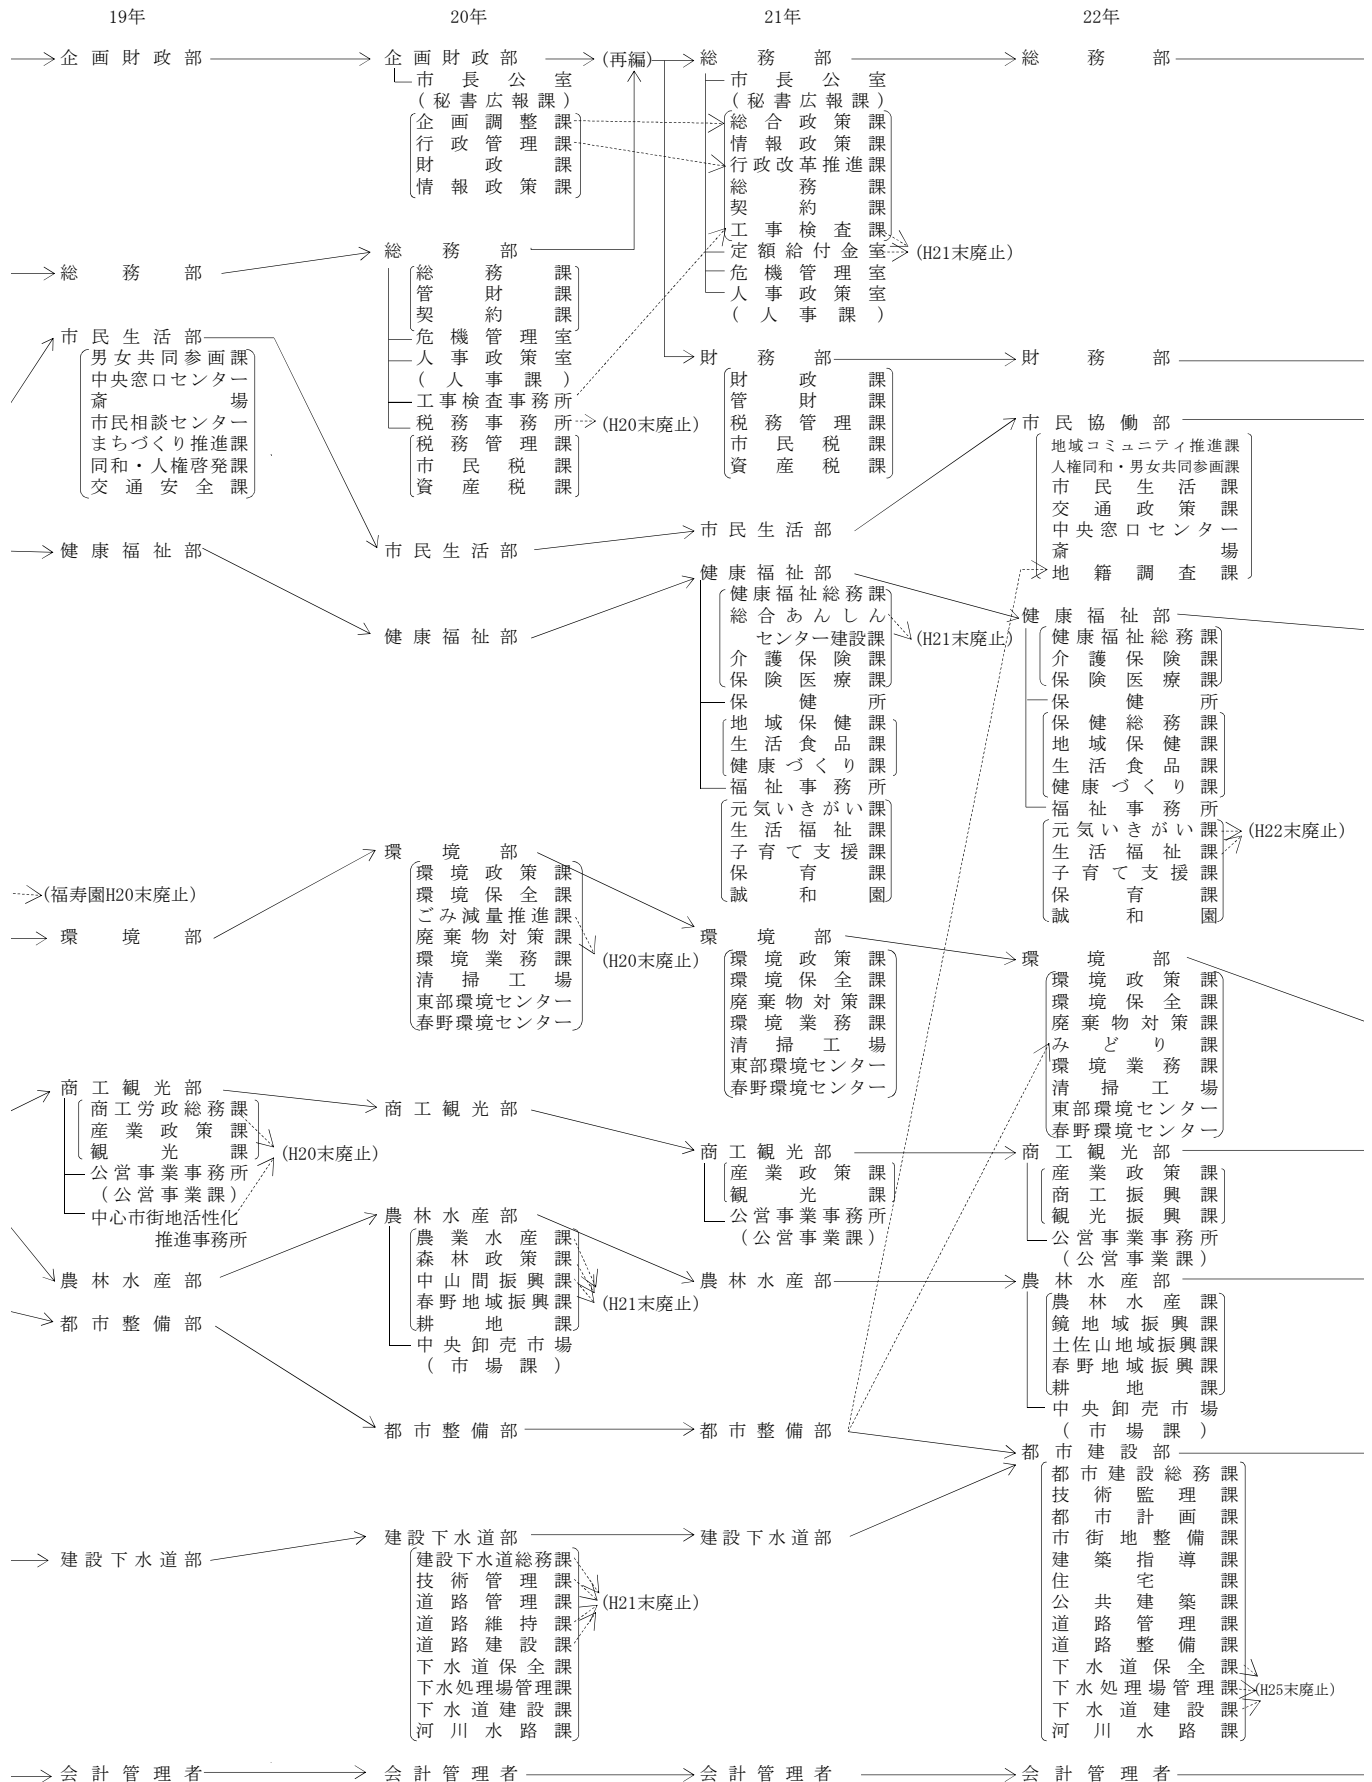 19年
企画財政部
総務部
市民生活部
男女共同参画課
中央窓口センター
斎場
市民相談センター
まちづくり推進課
同和・人権啓発課
交通安全課
健康福祉部
(福寿園H20末廃止)
環境部
商工観光部
商工労政総務課
産業政策課
観光課
(H20末廃止)
公営事業事務所
(公営事業課)
中心市街地活性化
推進事務所
農林水産部
都市整備部
建設下水道部
会計管理者
20年
企画財政部
(再編)
市長公室
(秘書広報課)
企画調整課
行政管理課
財政課
情報政策課
総務部
総務課
管財課
契約課
危機管理室
人事政策室
(人事課)
工事検査事務所
税務事務所
(H20末廃止)
税務管理課
市民税課
資産税課
市民生活部
健康福祉部
環境部
環境政策課
環境保全課
ごみ減量推進課
廃棄物対策課
環境業務課
(H20末廃止)
清掃工場
東部環境センター
春野環境センター
商工観光部
農林水産部
農業水産課
森林政策課
中山間振興課
春野地域振興課
(H21末廃止)
耕地課
中央卸売市場
(市場課)
都市整備部
建設下水道部
建設下水道総務課
技術管理課
道路管理課
(H21末廃止)
道路維持課
道路建設課
下水道保全課
下水処理場管理課
下水道建設課
河川水路課
会計管理者
21年
総務部
市長公室
(秘書広報課)
総合政策課
情報政策課
行政改革推進課
総務課
契約課
工事検査課
定額給付金室
(H21末廃止)
危機管理室
人事政策室
(人事課)
財務部
財政課
管財課
税務管理課
市民税課
資産税課
市民生活部
健康福祉部
健康福祉総務課
総合あんしん
センター建設課
(H21末廃止)
介護保険課
保険医療課
保健所
地域保健課
生活食品課
健康づくり課
福祉事務所
元気いきがい課
生活福祉課
子育て支援課
保育課
誠和園
環境部
環境政策課
環境保全課
廃棄物対策課
環境業務課
清掃工場
東部環境センター
春野環境センター
商工観光部
産業政策課
観光課
公営事業事務所
(公営事業課)
農林水産部
都市整備部
建設下水道部
会計管理者
22年
総務部
財務部
市民協働部
地域コミュニティ推進課
人権同和・男女共同参画課
市民生活課
交通政策課
中央窓口センター
斎場
地籍調査課
健康福祉部
健康福祉総務課
介護保険課
保険医療課
保健所
保健総務課
地域保健課
生活食品課
健康づくり課
福祉事務所
元気いきがい課
(H22末廃止)
生活福祉課
子育て支援課
保育課
誠和園
環境部
環境政策課
環境保全課
廃棄物対策課
みどり課
環境業務課
清掃工場
東部環境センター
春野環境センター
商工観光部
産業政策課
商工振興課
観光振興課
公営事業事務所
(公営事業課)
農林水産部
農林水産課
鏡地域振興課
土佐山地域振興課
春野地域振興課
耕地課
中央卸売市場
(市場課)
都市建設部
都市建設総務課
技術監理課
都市計画課
市街地整備課
建築指導課
住宅課
公共建築課
道路管理課
道路整備課
下水道保全課
下水処理場管理課
(H25末廃止)
下水道建設課
河川水路課
会計管理者